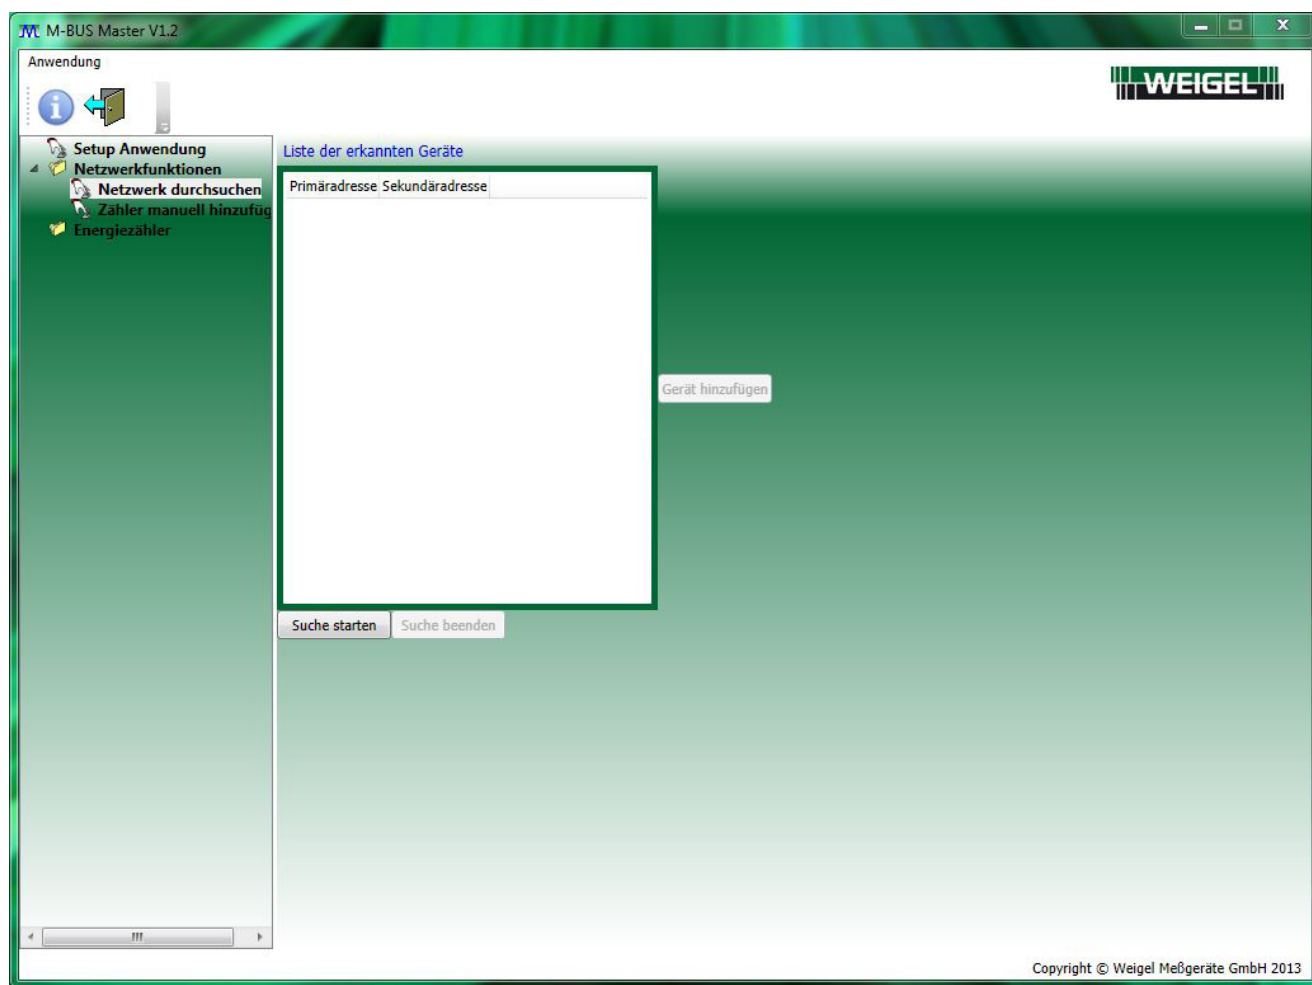 M-BUS Master V1.2
Anwendung
WEIGEL
Setup Anwendung
Netzwerkfunktionen
Netzwerk durchsuchen
Zähler manuell hinzufüg
Energiezähler
Liste der erkannten Geräte
Primäradresse Sekundäradresse
Gerät hinzufügen
Suche starten Suche beenden
Copyright © Weigel Meßgeräte GmbH 2013